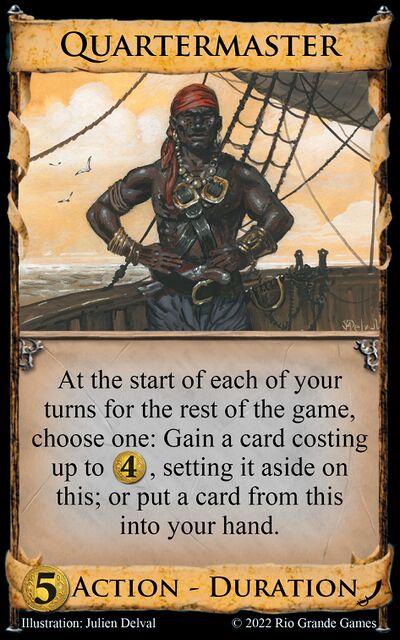 QUARTERMASTER
JRDelval
At the start of each of your
turns for the rest of the game,
choose one: Gain a card costing
up to 4, setting it aside on
this; or put a card from this
into your hand.
5 ACTION - DURATION
Illustration: Julien Delval © 2022 Rio Grande Games